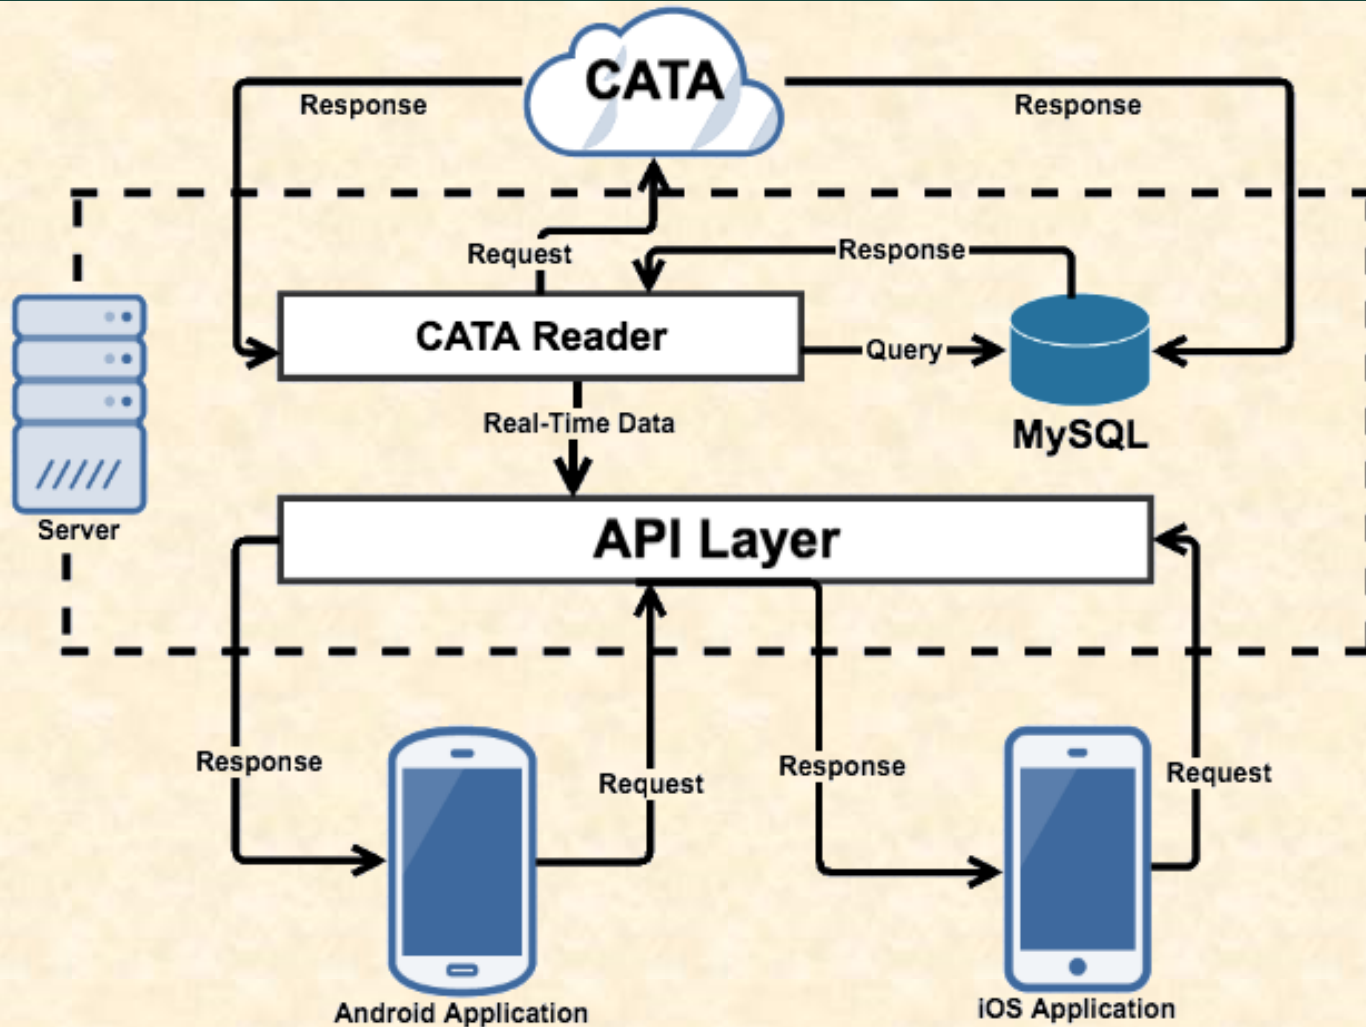 CATA
Response
Response
Request
Response
CATA Reader
Query
MySQL
Real-Time Data
Server
API Layer
Response
Request
Response
Request
Android Application
iOS Application